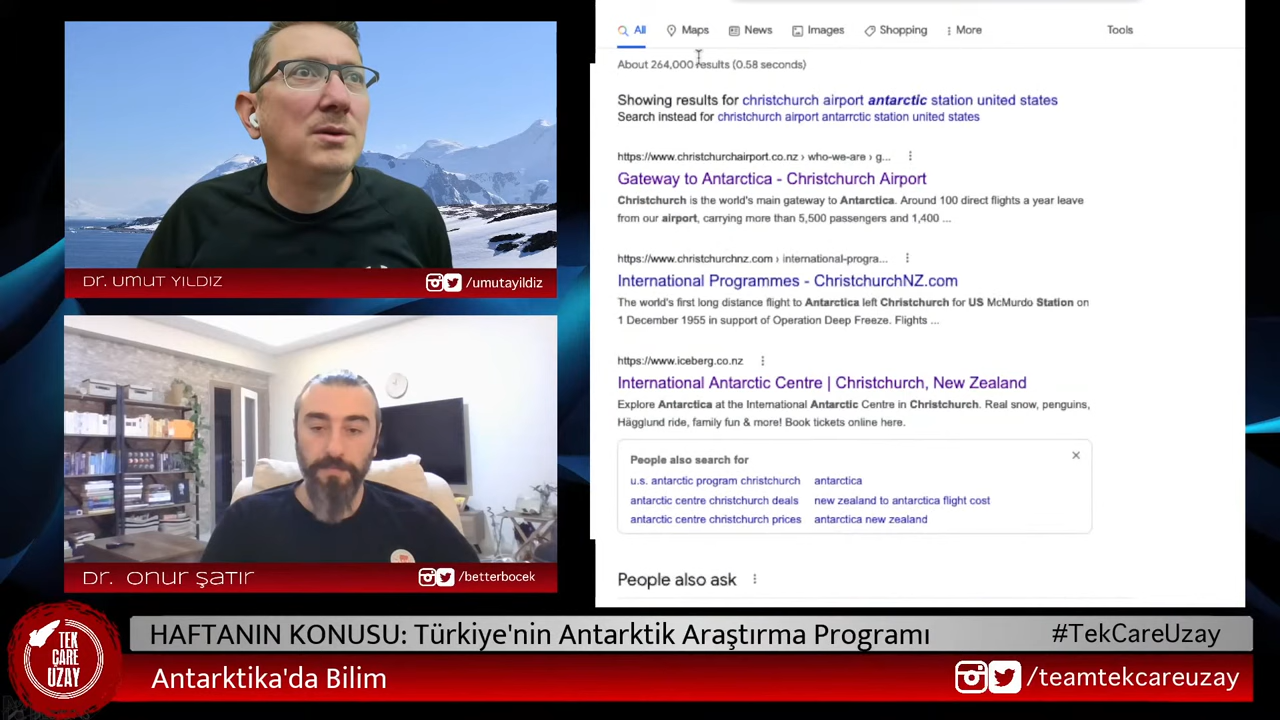 DR. UMUT YILDIZ
/umutayildiz
DR. ONUR ŞATIR
/betterbocek
All
Maps
News
Images
Shopping
More
Tools
About 264,000 results (0.58 seconds)
Showing results for christchurch airport antarctic station united states
Search instead for christchurch airport antarrctic station united states
https://www.christchurchairport.co.nz › who-we-are › g...
Gateway to Antarctica - Christchurch Airport
Christchurch is the world's main gateway to Antarctica. Around 100 direct flights a year leave
from our airport, carrying more than 5,500 passengers and 1,400 ...
https://www.christchurchnz.com › international-progra...
International Programmes - ChristchurchNZ.com
The world's first long distance flight to Antarctica left Christchurch for US McMurdo Station on
1 December 1955 in support of Operation Deep Freeze. Flights ...
https://www.iceberg.co.nz
International Antarctic Centre | Christchurch, New Zealand
Explore Antarctica at the International Antarctic Centre in Christchurch. Real snow, penguins,
Hägglund ride, family fun & more! Book tickets online here.
People also search for
u.s. antarctic program christchurch
antarctica
antarctic centre christchurch deals
new zealand to antarctica flight cost
antarctic centre christchurch prices
antarctica new zealand
People also ask
TEK
ÇARE
UZAY
HAFTANIN KONUSU: Türkiye'nin Antarktik Araştırma Programı
#TekCareUzay
Antarktika'da Bilim
/teamtekcareuzay